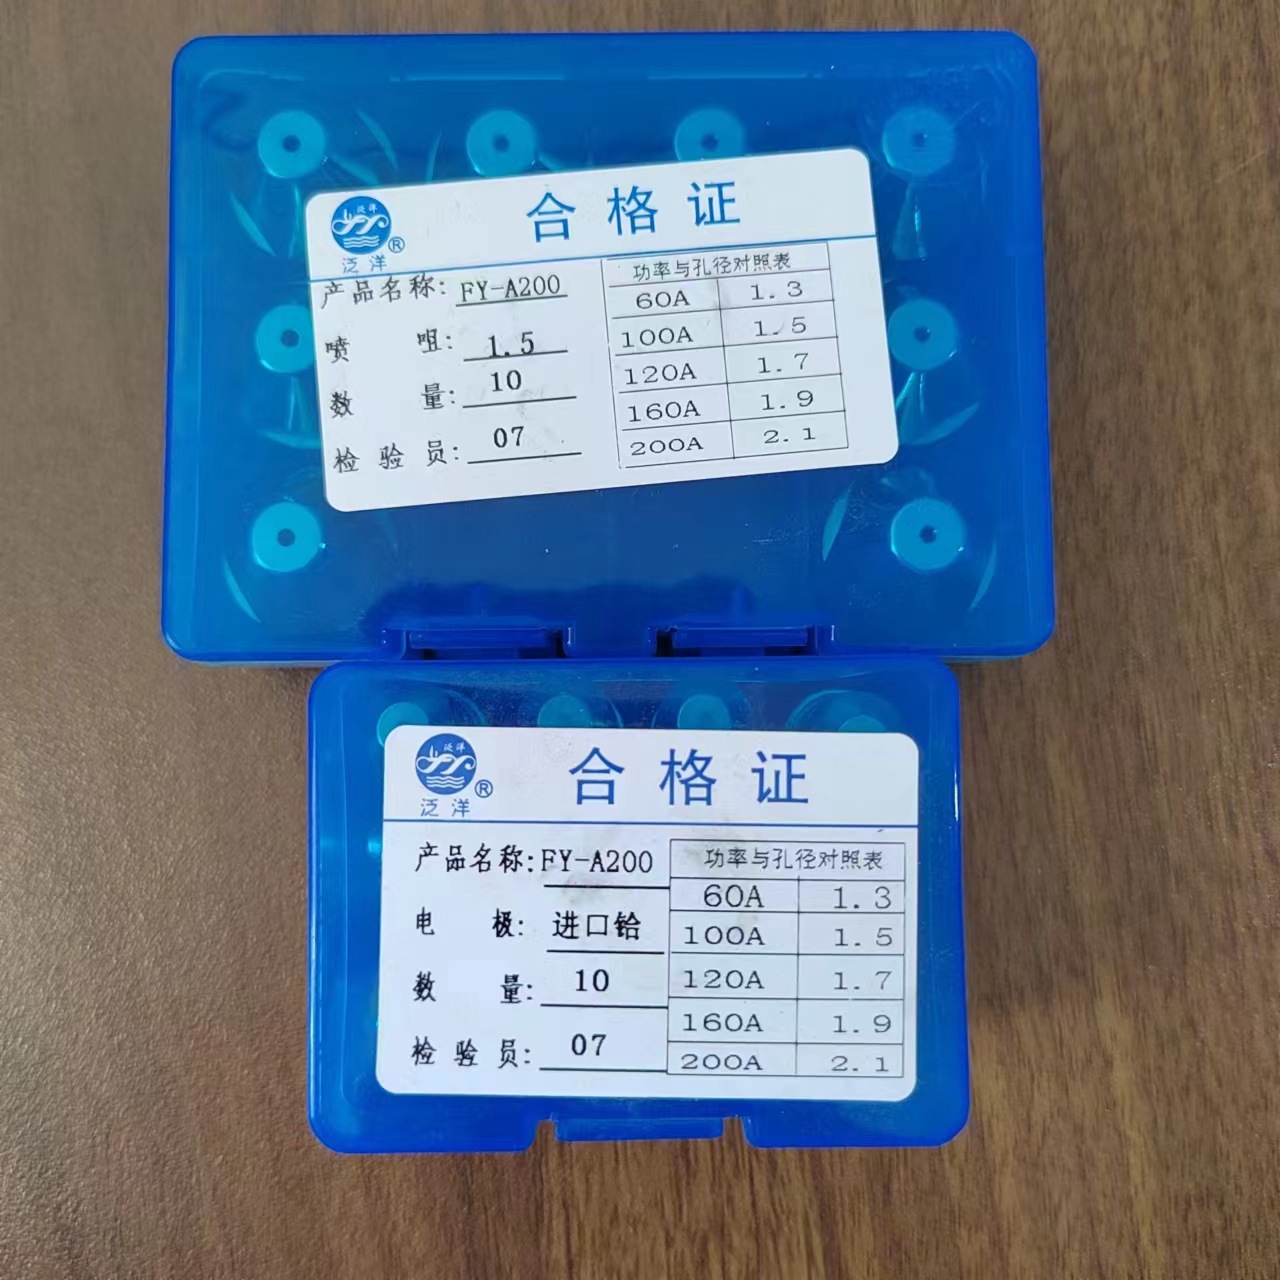 泛洋
®
合格证
泛洋
产品名称: FY-A200
喷咀: 1.5
数量: 10
检验员: 07
功率与孔径对照表
60A 1.3
100A 1.5
120A 1.7
160A 1.9
200A 2.1
泛洋
®
合格证
泛洋
产品名称: FY-A200
电极: 进口铪
数量: 10
检验员: 07
功率与孔径对照表
60A 1.3
100A 1.5
120A 1.7
160A 1.9
200A 2.1